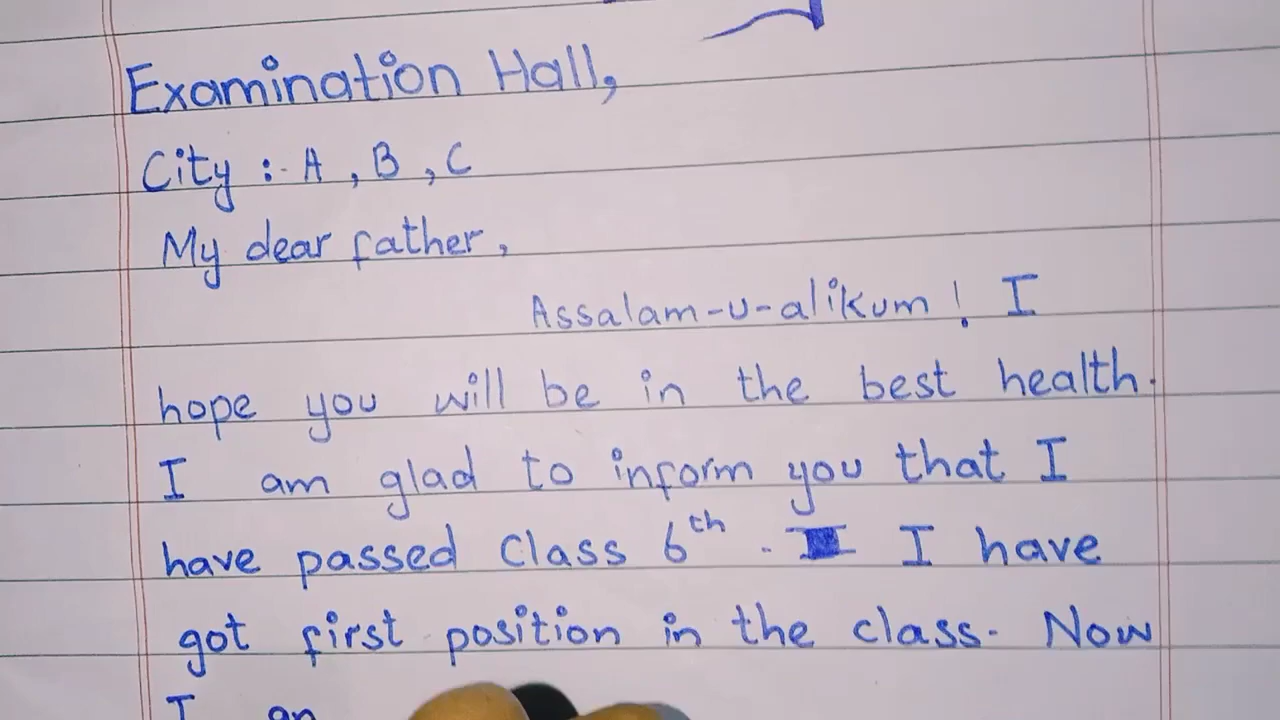 Examination Hall,
City :- A , B , C
My dear father,
Assalam-u-alikum ! I
hope you will be in the best health.
I am glad to inform you that I
have passed Class 6th . I have
got first position in the class. Now
I